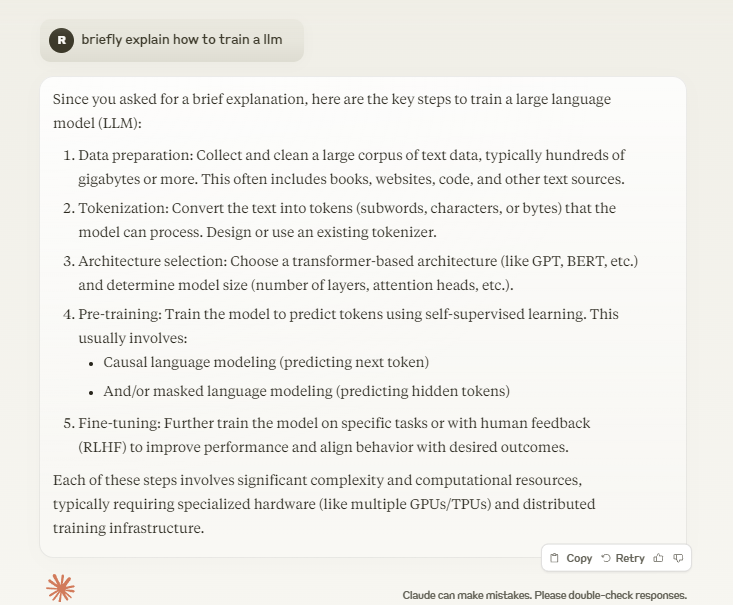 R briefly explain how to train a llm
Since you asked for a brief explanation, here are the key steps to train a large language
model (LLM):
1. Data preparation: Collect and clean a large corpus of text data, typically hundreds of
gigabytes or more. This often includes books, websites, code, and other text sources.
2. Tokenization: Convert the text into tokens (subwords, characters, or bytes) that the
model can process. Design or use an existing tokenizer.
3. Architecture selection: Choose a transformer-based architecture (like GPT, BERT, etc.)
and determine model size (number of layers, attention heads, etc.).
4. Pre-training: Train the model to predict tokens using self-supervised learning. This
usually involves:
• Causal language modeling (predicting next token)
• And/or masked language modeling (predicting hidden tokens)
5. Fine-tuning: Further train the model on specific tasks or with human feedback
(RLHF) to improve performance and align behavior with desired outcomes.
Each of these steps involves significant complexity and computational resources,
typically requiring specialized hardware (like multiple GPUs/TPUs) and distributed
training infrastructure.
Copy Retry
Claude can make mistakes. Please double-check responses.